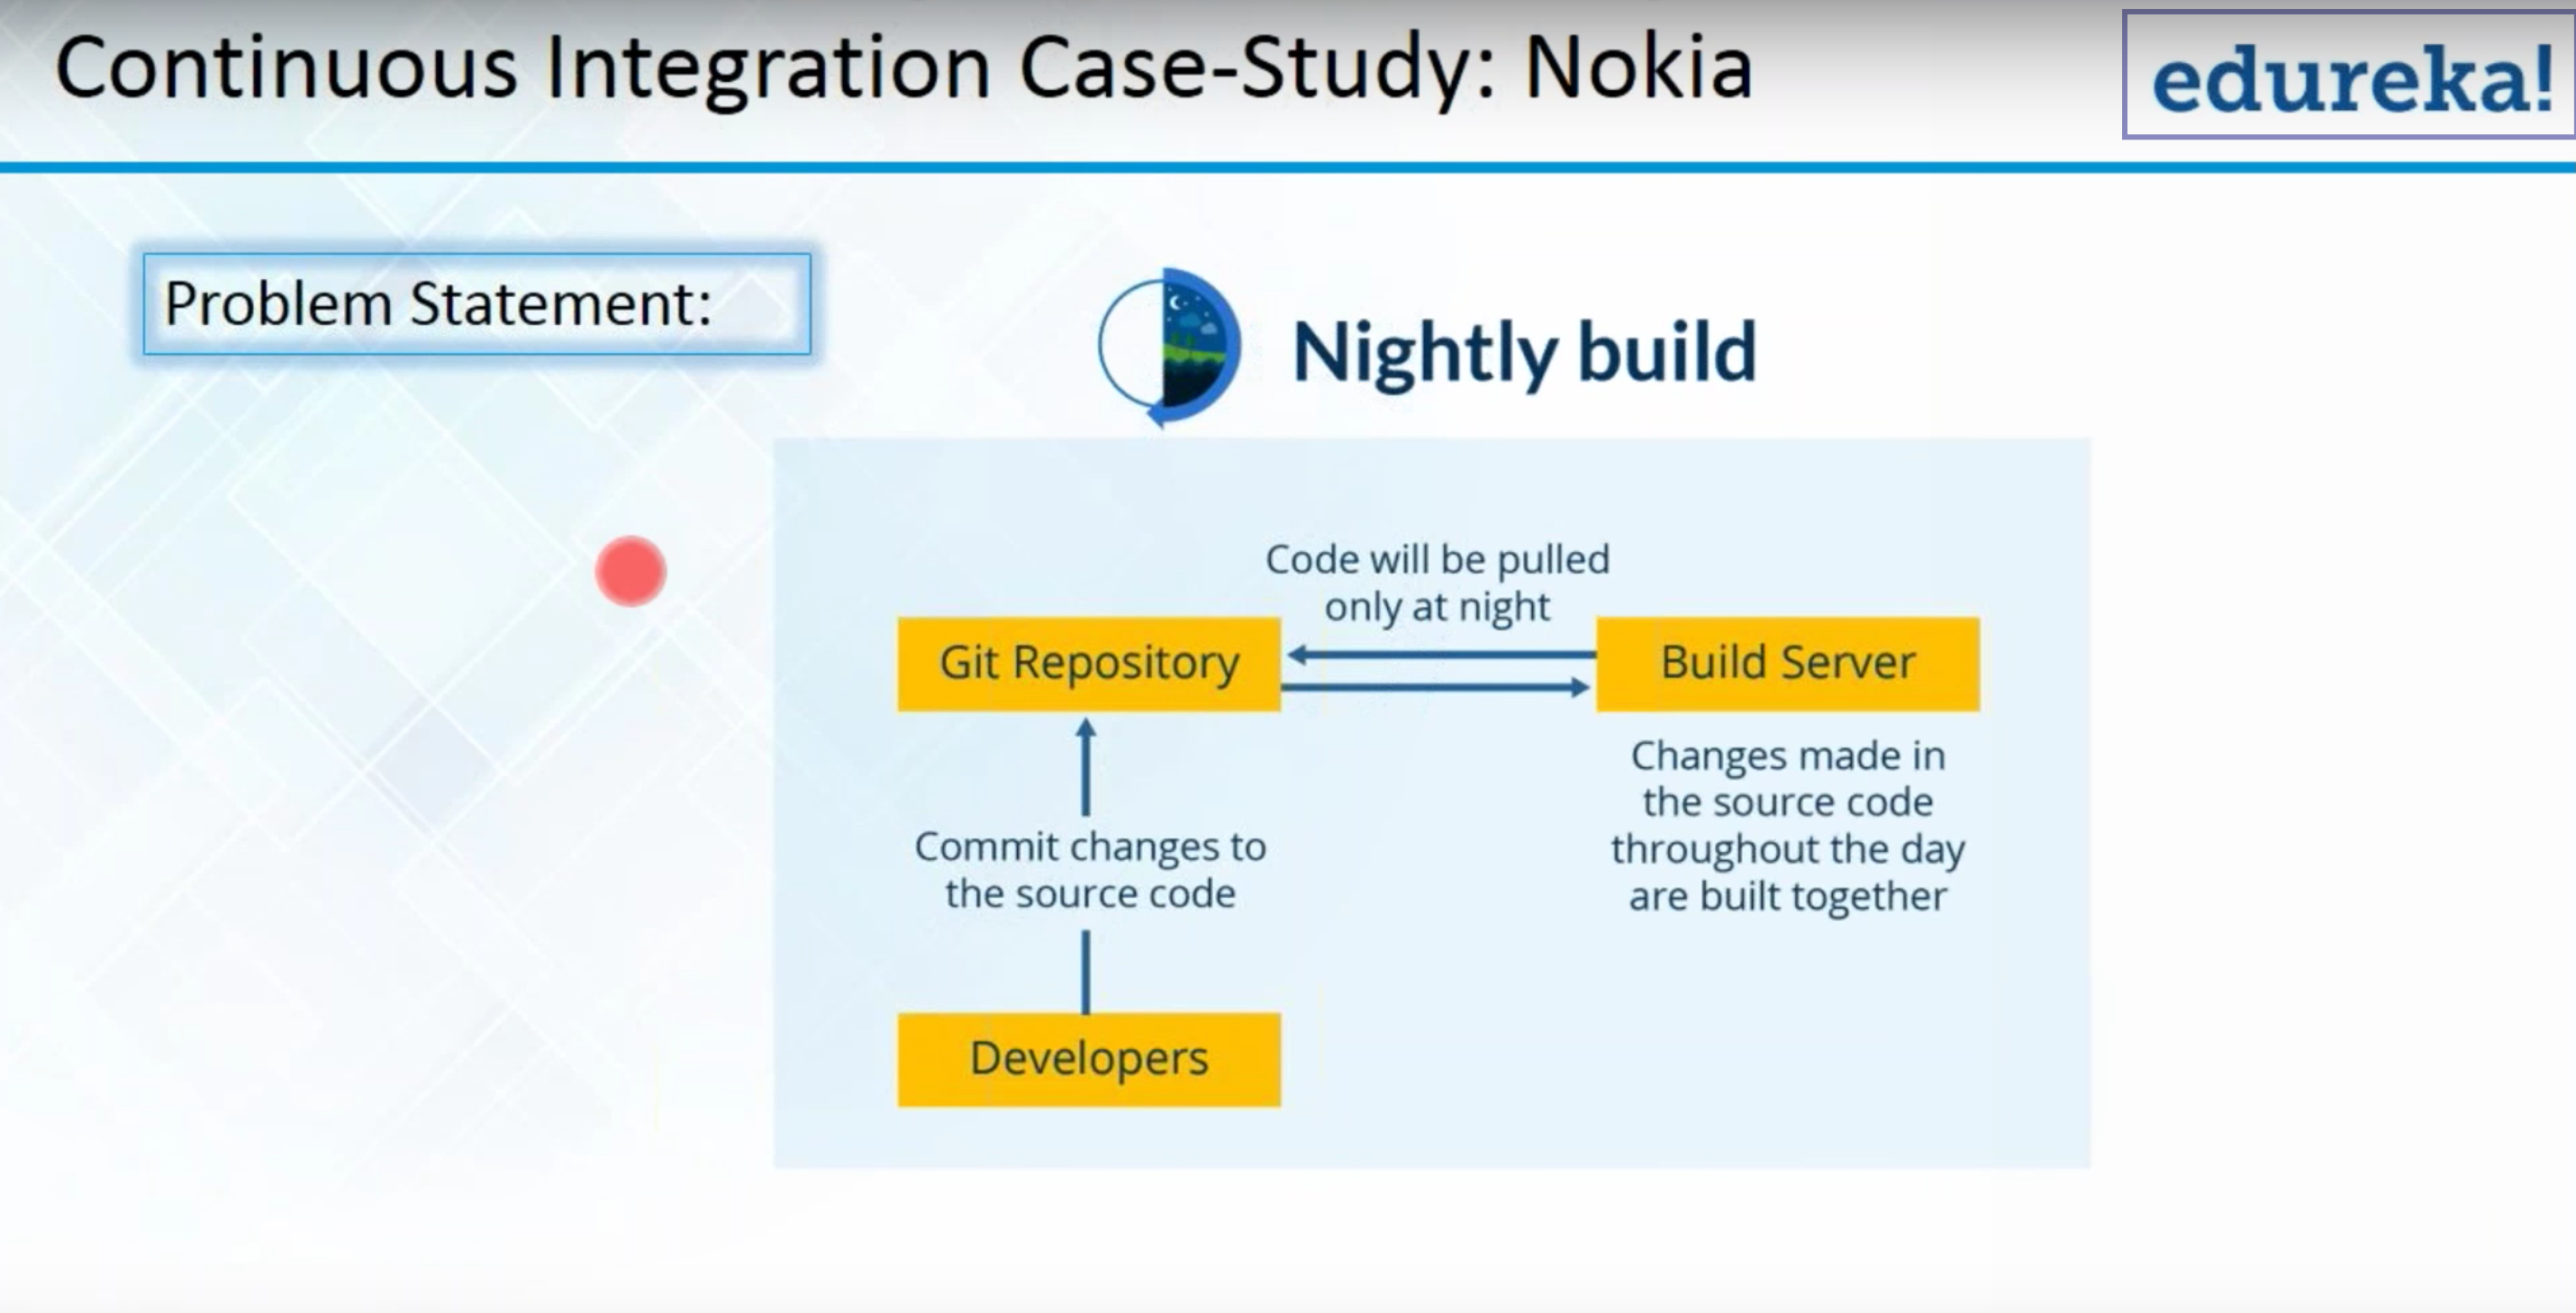 Continuous Integration Case-Study: Nokia
edureka!
Problem Statement:
Nightly build
Code will be pulled
only at night
Git Repository
Build Server
Changes made in
the source code
throughout the day
are built together
Commit changes to
the source code
Developers